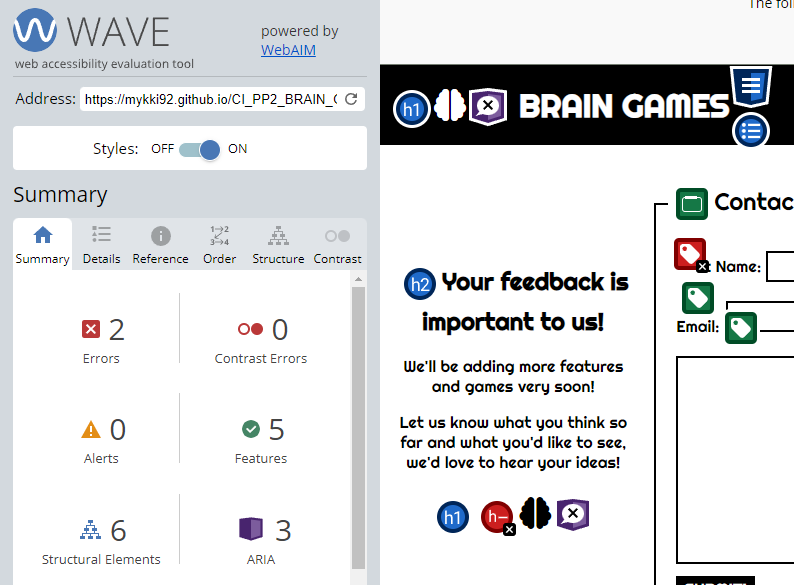 WAVE
powered by
WebAIM
web accessibility evaluation tool
Address: https://mykki92.github.io/CI_PP2_BRAIN_G
Styles: OFF ON
Summary
Summary Details Reference Order Structure Contrast
2
Errors
0
Contrast Errors
0
Alerts
5
Features
6
Structural Elements
3
ARIA
The fol
h1 BRAIN GAMES
h2 Your feedback is
important to us!
We'll be adding more features
and games very soon!
Let us know what you think so
far and what you'd like to see,
we'd love to hear your ideas!
h1 h–
Contac
t Name:
Email: